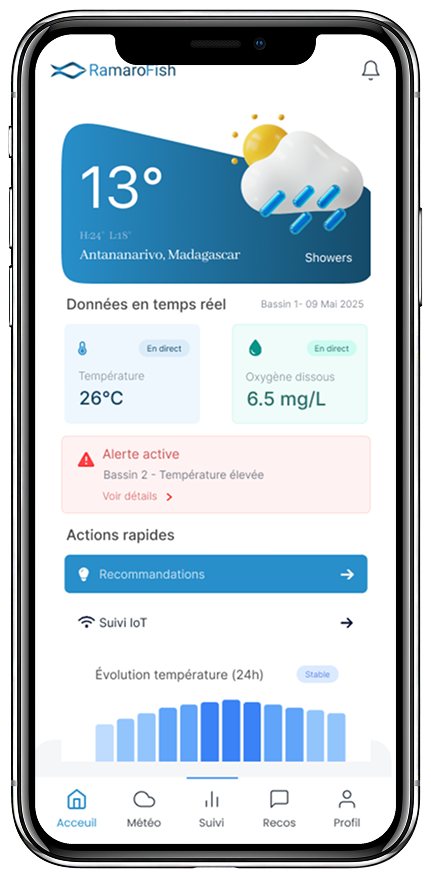 RamaroFish
13°
H:24° L:18°
Antananarivo, Madagascar
Showers
Données en temps réel
Bassin 1- 09 Mai 2025
En direct
Température
26°C
En direct
Oxygène dissous
6.5 mg/L
Alerte active
Bassin 2 - Température élevée
Voir détails
Actions rapides
Recommandations
Suivi IoT
Évolution température (24h)
Stable
Acceuil
Météo
Suivi
Recos
Profil